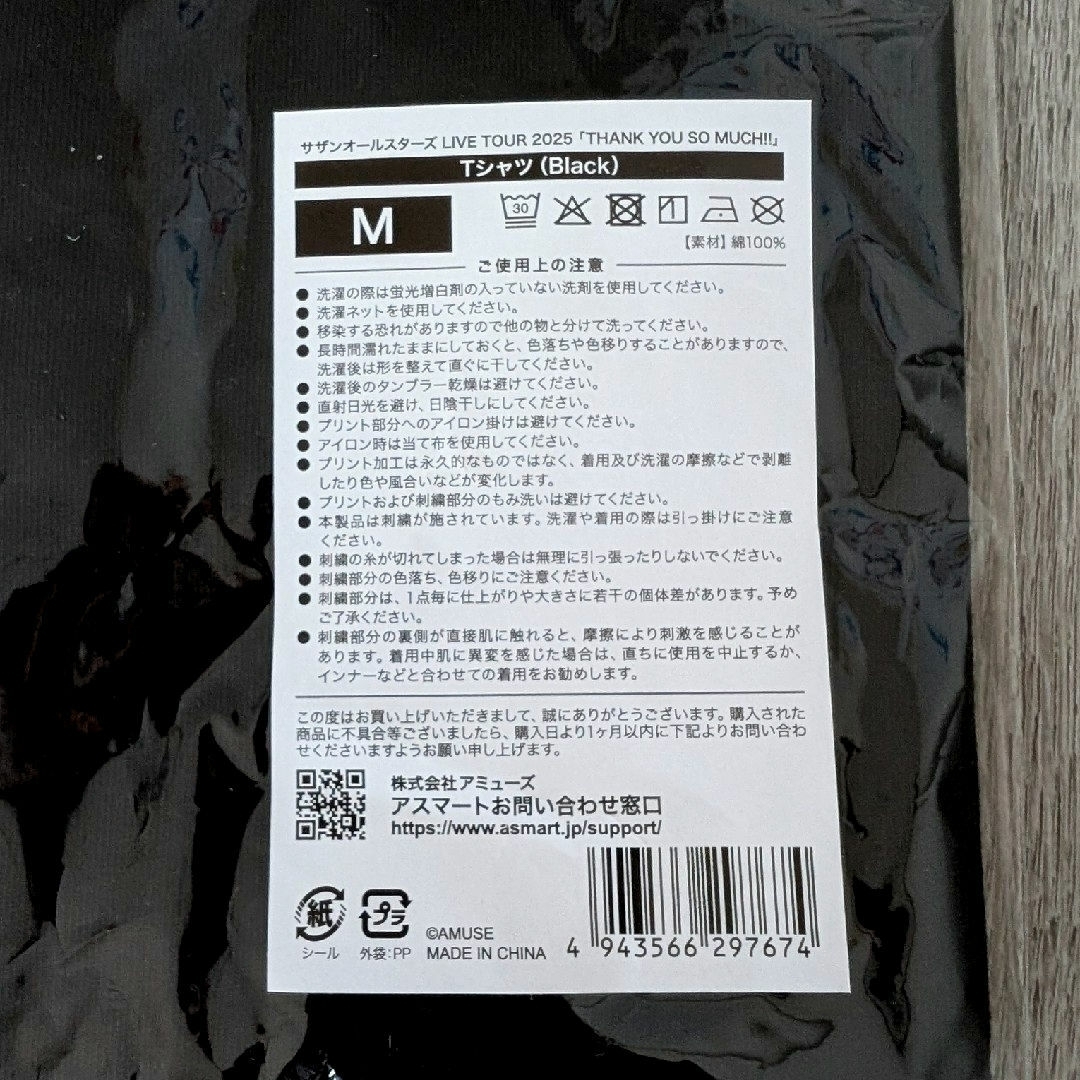 サザンオールスターズ LIVE TOUR 2025「THANK YOU SO MUCH!!」
Tシャツ（Black）
M
30
【素材】綿100%
ご使用上の注意
● 洗濯の際は蛍光増白剤の入っていない洗剤を使用してください。
● 洗濯ネットを使用してください。
● 移染する恐れがありますので他の物と分けて洗ってください。
● 長時間濡れたままにしておくと、色落ちや色移りすることがありますので、
洗濯後は形を整えて直ぐに干してください。
● 洗濯後のタンブラー乾燥は避けてください。
● 直射日光を避け、日陰干しにしてください。
● プリント部分へのアイロン掛けは避けてください。
● アイロン時は当て布を使用してください。
● プリント加工は永久的なものではなく、着用及び洗濯の摩擦などで剥離
したり色や風合いなどが変化します。
● プリントおよび刺繍部分のもみ洗いは避けてください。
● 本製品は刺繍が施されています。洗濯や着用の際は引っ掛けにご注意
ください。
● 刺繍の糸が切れてしまった場合は無理に引っ張ったりしないでください。
● 刺繍部分の色落ち、色移りにご注意ください。
● 刺繍部分は、1点毎に仕上がりや大きさに若干の個体差があります。予め
ご了承ください。
● 刺繍部分の裏側が直接肌に触れると、摩擦により刺激を感じることが
あります。着用中肌に異変を感じた場合は、直ちに使用を中止するか、
インナーなどと合わせての着用をお勧めします。
この度はお買い上げいただきまして、誠にありがとうございます。購入された
商品に不具合等ございましたら、購入日より1ヶ月以内に下記よりお問い合わ
せくださいますようお願い申し上げます。
株式会社アミューズ
アスマートお問い合わせ窓口
https://www.asmart.jp/support/
紙
シール
プラ
外袋:PP
©AMUSE
MADE IN CHINA
4 943566 297674